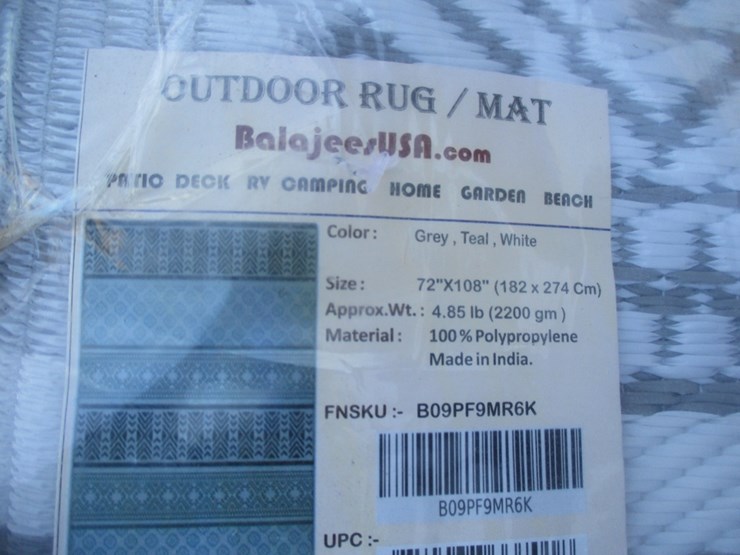 OUTDOOR RUG / MAT
BalajeesUSA.com
PATIO DECK RV CAMPING HOME GARDEN BEACH
Color : Grey , Teal , White
Size : 72"X108" (182 x 274 Cm)
Approx.Wt. : 4.85 lb (2200 gm )
Material : 100 % Polypropylene
Made in India.
FNSKU :- B09PF9MR6K
B09PF9MR6K
UPC :-